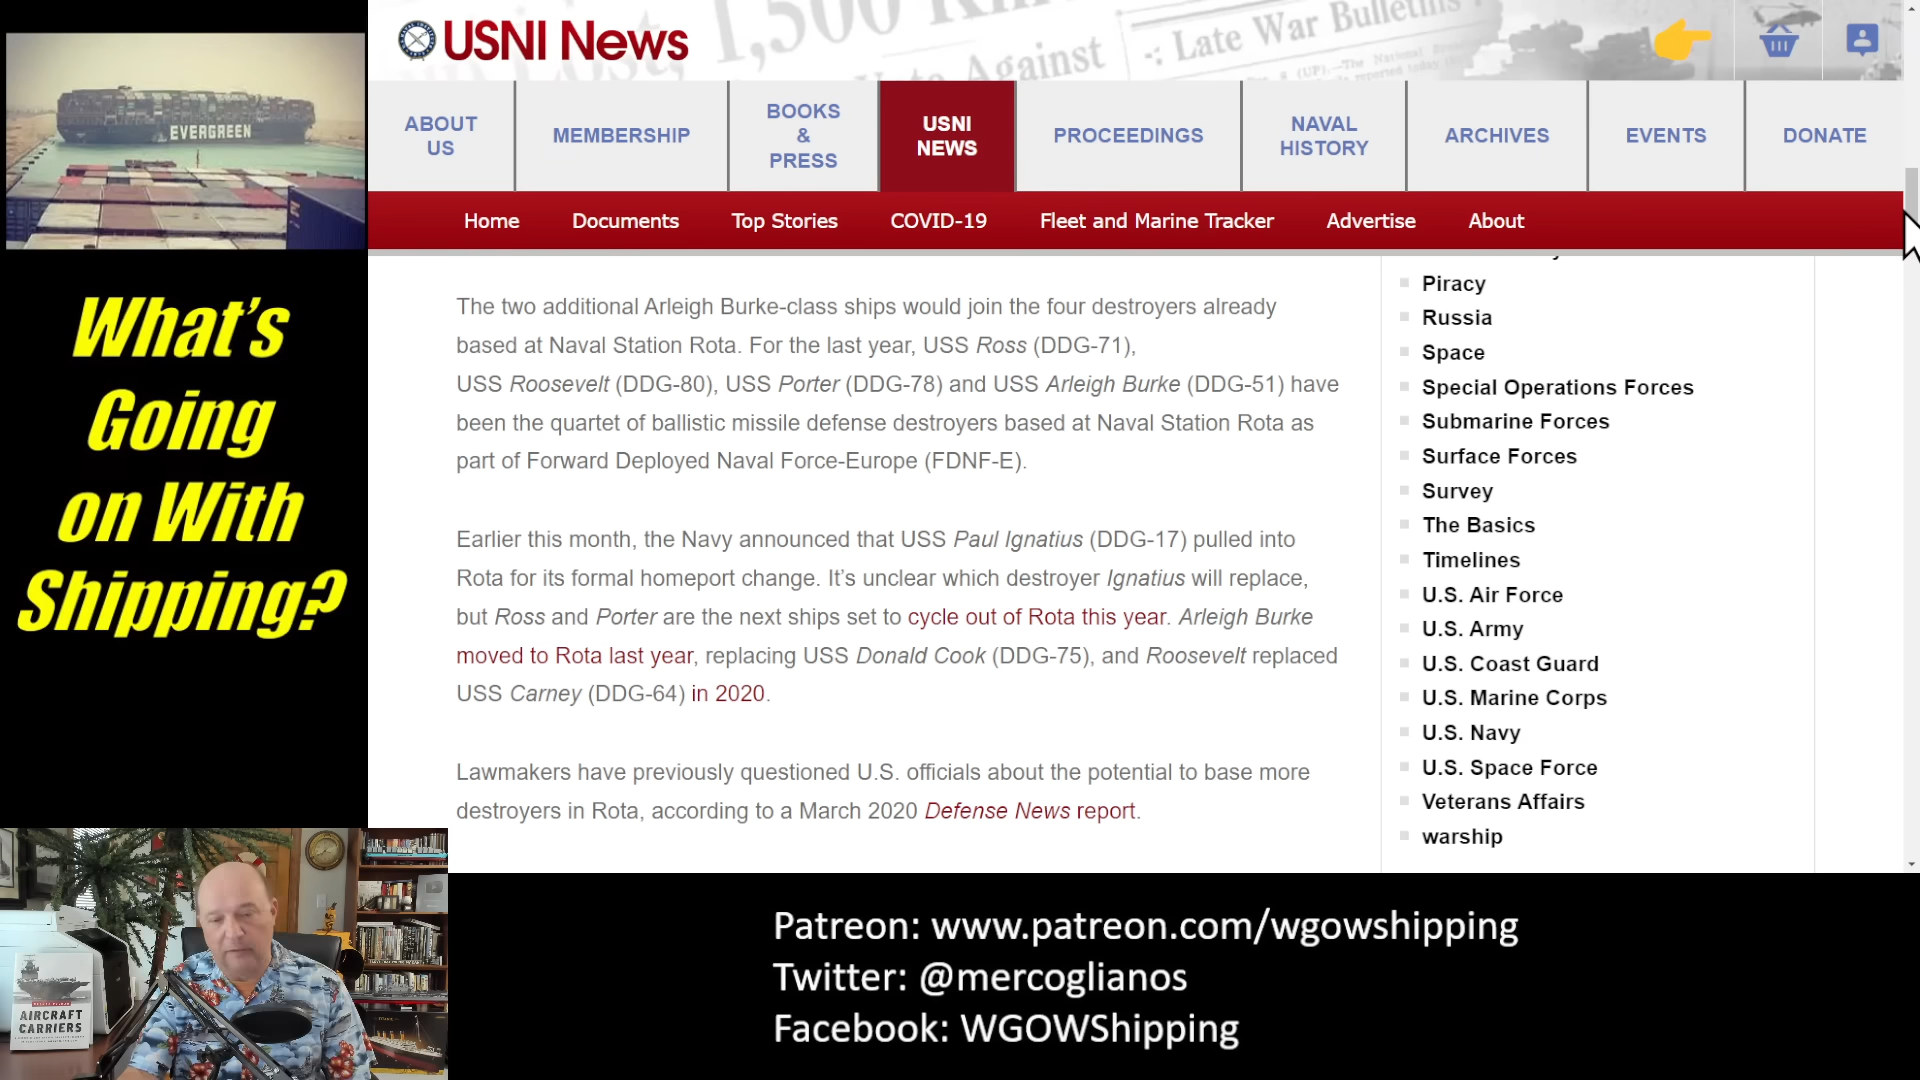 EVERGREEN
What's
Going
on With
Shipping?
USNI News
1,500
Against
-: Late War Bulletins :-
ABOUT
US
MEMBERSHIP
BOOKS
&
PRESS
USNI
NEWS
PROCEEDINGS
NAVAL
HISTORY
ARCHIVES
EVENTS
DONATE
Home
Documents
Top Stories
COVID-19
Fleet and Marine Tracker
Advertise
About
The two additional Arleigh Burke-class ships would join the four destroyers already
based at Naval Station Rota. For the last year, USS Ross (DDG-71),
USS Roosevelt (DDG-80), USS Porter (DDG-78) and USS Arleigh Burke (DDG-51) have
been the quartet of ballistic missile defense destroyers based at Naval Station Rota as
part of Forward Deployed Naval Force-Europe (FDNF-E).
Earlier this month, the Navy announced that USS Paul Ignatius (DDG-17) pulled into
Rota for its formal homeport change. It's unclear which destroyer Ignatius will replace,
but Ross and Porter are the next ships set to cycle out of Rota this year. Arleigh Burke
moved to Rota last year, replacing USS Donald Cook (DDG-75), and Roosevelt replaced
USS Carney (DDG-64) in 2020.
Lawmakers have previously questioned U.S. officials about the potential to base more
destroyers in Rota, according to a March 2020 Defense News report.
Piracy
Russia
Space
Special Operations Forces
Submarine Forces
Surface Forces
Survey
The Basics
Timelines
U.S. Air Force
U.S. Army
U.S. Coast Guard
U.S. Marine Corps
U.S. Navy
U.S. Space Force
Veterans Affairs
warship
AIRCRAFT
CARRIERS
Patreon: www.patreon.com/wgowshipping
Twitter: @mercoglianos
Facebook: WGOWShipping